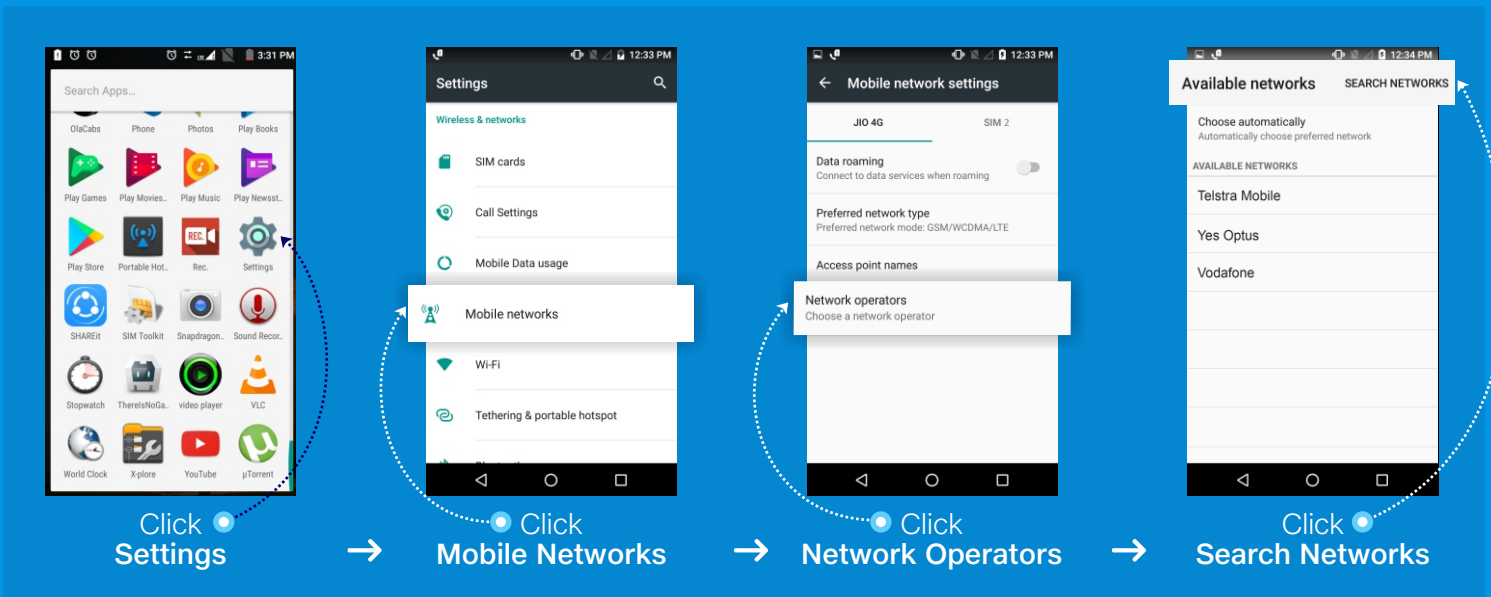 3:31 PM
Search Apps...
OlaCabs Phone Photos Play Books
Play Games Play Movies.. Play Music Play Newsst..
REC.
Play Store Portable Hot.. Rec. Settings
SHAREit SIM Toolkit Snapdragon.. Sound Recor..
Stopwatch ThereIsNoGa.. video player VLC
World Clock X-plore YouTube µTorrent
Click
Settings
12:33 PM
Settings
Wireless & networks
SIM cards
Call Settings
Mobile Data usage
Mobile networks
Wi-Fi
Tethering & portable hotspot
Click
Mobile Networks
12:33 PM
Mobile network settings
JIO 4G SIM 2
Data roaming
Connect to data services when roaming
Preferred network type
Preferred network mode: GSM/WCDMA/LTE
Access point names
Network operators
Choose a network operator
Click
Network Operators
12:34 PM
Available networks SEARCH NETWORKS
Choose automatically
Automatically choose preferred network
AVAILABLE NETWORKS
Telstra Mobile
Yes Optus
Vodafone
Click
Search Networks